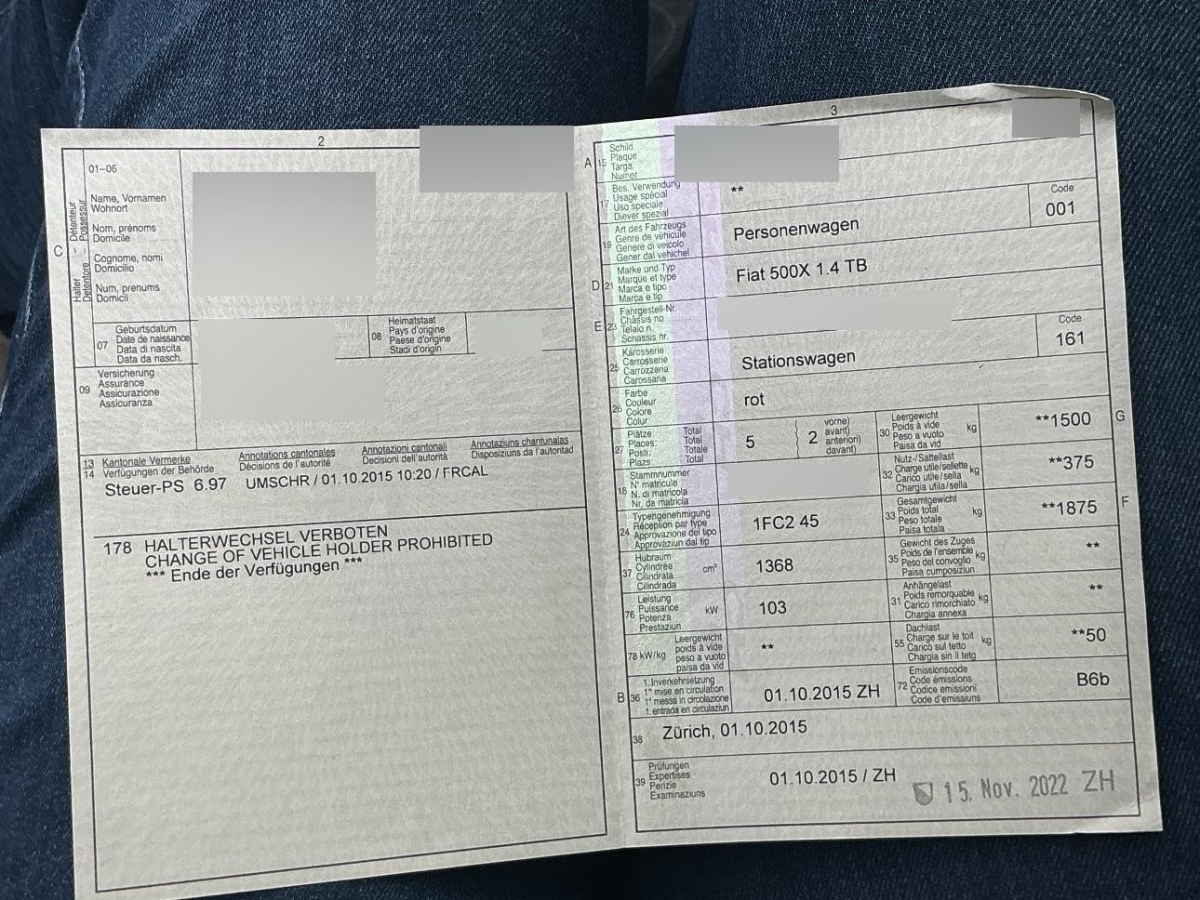 2
01-06
C
Halter - Détenteur
Detentore - Possessur
Name, Vornamen
Wohnort
Nom, prénoms
Domicile
Cognome, nomi
Domicilio
Num, prenums
Domicil
07
Geburtsdatum
Date de naissance
Data di nascita
Data da nasch.
08
Heimatstaat
Pays d'origine
Paese d'origine
Stadi d'origin
09
Versicherung
Assurance
Assicurazione
Assicuranza
13
14
Kantonale Vermerke
Verfügungen der Behörde
Annotations cantonales
Décisions de l'autorité
Annotazioni cantonali
Decisioni dell'autorità
Annotaziuns chantunalas
Disposiziuns da l'autoritad
Steuer-PS 6.97 UMSCHR / 01.10.2015 10:20 / FRCAL
178 HALTERWECHSEL VERBOTEN
CHANGE OF VEHICLE HOLDER PROHIBITED
*** Ende der Verfügungen ***
3
A
15
Schild
Plaque
Targa
Numer
17
Bes. Verwendung
Usage spécial
Uso speciale
Diever spezial
**
19
Art des Fahrzeugs
Genre de véhicule
Genere di veicolo
Gener dal vehichel
Personenwagen
Code
001
D
21
Marke und Typ
Marque et type
Marca e tipo
Marca e tip
Fiat 500X 1.4 TB
E
23
Fahrgestell-Nr.
Châssis no
Telaio n.
Schassis nr.
25
Karosserie
Carrosserie
Carrozzeria
Carossaria
Stationswagen
Code
161
26
Farbe
Couleur
Colore
Colur
rot
27
Plätze: Total
Places: Total
Posti: Totale
Plazs: Total
5
2
vorne)
avant)
anteriori)
davant)
30
Leergewicht
Poids à vide
Peso a vuoto
Paisa da vid
kg
**1500
G
18
Stammnummer
N° matricule
N. di matricola
Nr. da matricla
32
Nutz-/Sattellast
Charge utile/sellette
Carico utile/sella
Chargia utila/sella
kg
**375
24
Typengenehmigung
Réception par type
Approvazione del tipo
Approvaziun dal tip
1FC2 45
33
Gesamtgewicht
Poids total
Peso totale
Paisa totala
kg
**1875
F
37
Hubraum
Cylindrée
Cilindrata
Cilindrada
cm³
1368
35
Gewicht des Zuges
Poids de l'ensemble
Peso del convoglio
Paisa cumposiziun
kg
**
76
Leistung
Puissance
Potenza
Prestaziun
kW
103
31
Anhängelast
Poids remorquable
Carico rimorchiato
Chargia annexa
kg
**
78 kW/kg
Leergewicht
poids à vide
peso a vuoto
paisa da vid
**
55
Dachlast
Charge sur le toit
Carico sul tetto
Chargia sin il tetg
kg
**50
B
36
1. Inverkehrsetzung
1re mise en circulation
1a messa in circolazione
1. entrada en circulaziun
01.10.2015 ZH
72
Emissionscode
Code émissions
Codice emissioni
Code d'emissiuns
B6b
38
Zürich, 01.10.2015
39
Prüfungen
Expertises
Perizie
Examinaziuns
01.10.2015 / ZH
15. Nov. 2022 ZH